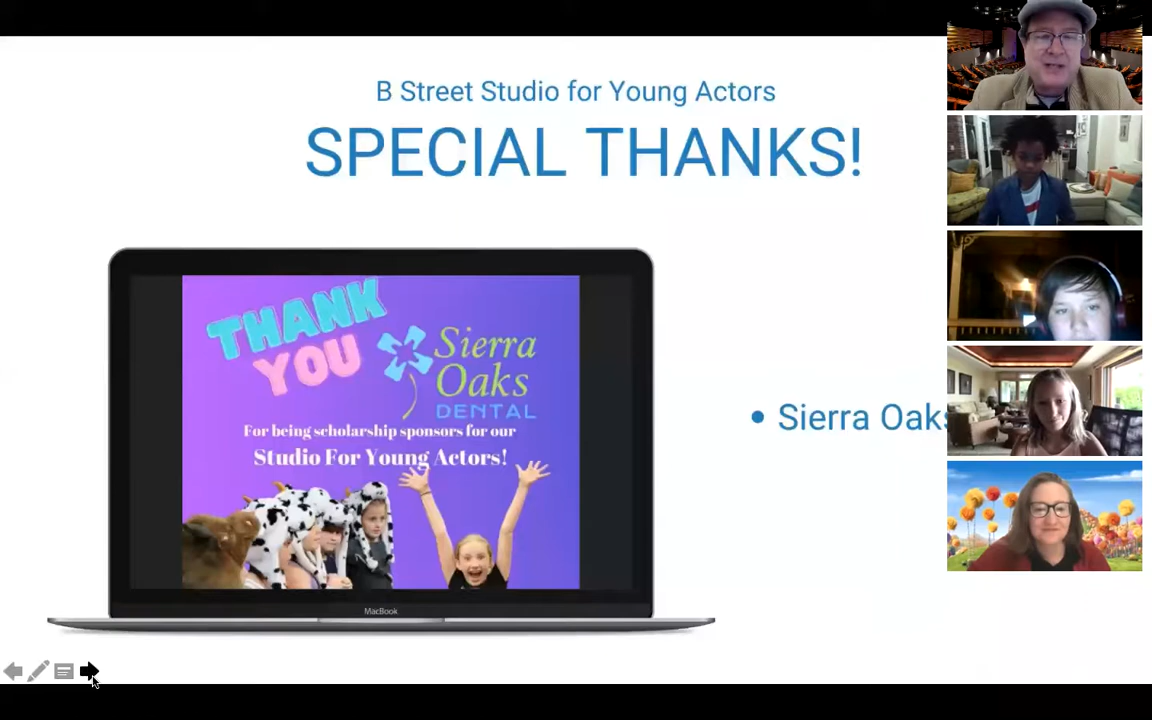 B Street Studio for Young Actors
SPECIAL THANKS!
THANK
YOU
Sierra
Oaks
DENTAL
For being scholarship sponsors for our
Studio For Young Actors!
MacBook
• Sierra Oaks